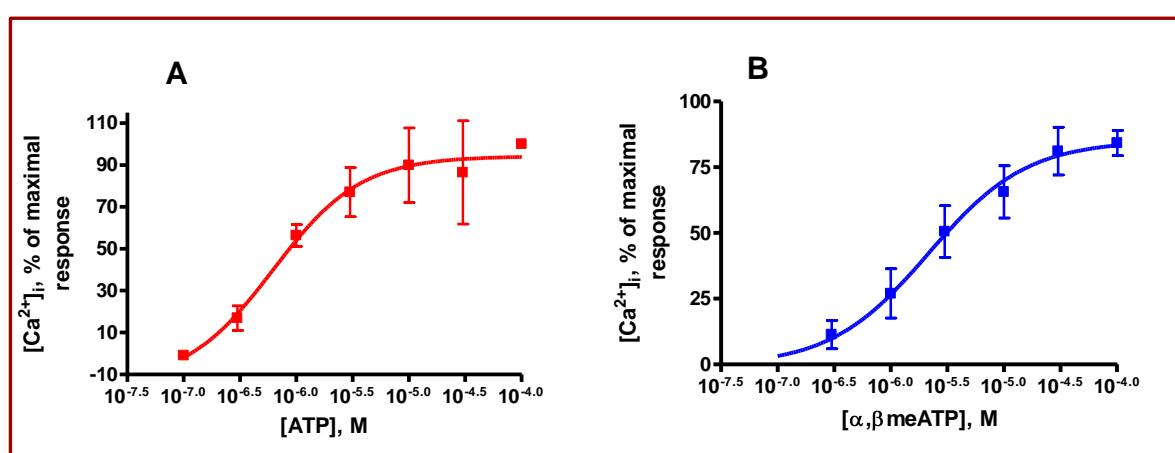 A
[Ca²⁺]ᵢ, % of maximal
response
110
90
70
50
30
10
-10
10⁻⁷·⁵ 10⁻⁷·⁰ 10⁻⁶·⁵ 10⁻⁶·⁰ 10⁻⁵·⁵ 10⁻⁵·⁰ 10⁻⁴·⁵ 10⁻⁴·⁰
[ATP], M
B
[Ca²⁺]ᵢ, % of maximal
response
100
75
50
25
0
10⁻⁷·⁵ 10⁻⁷·⁰ 10⁻⁶·⁵ 10⁻⁶·⁰ 10⁻⁵·⁵ 10⁻⁵·⁰ 10⁻⁴·⁵ 10⁻⁴·⁰
[α,βmeATP], M